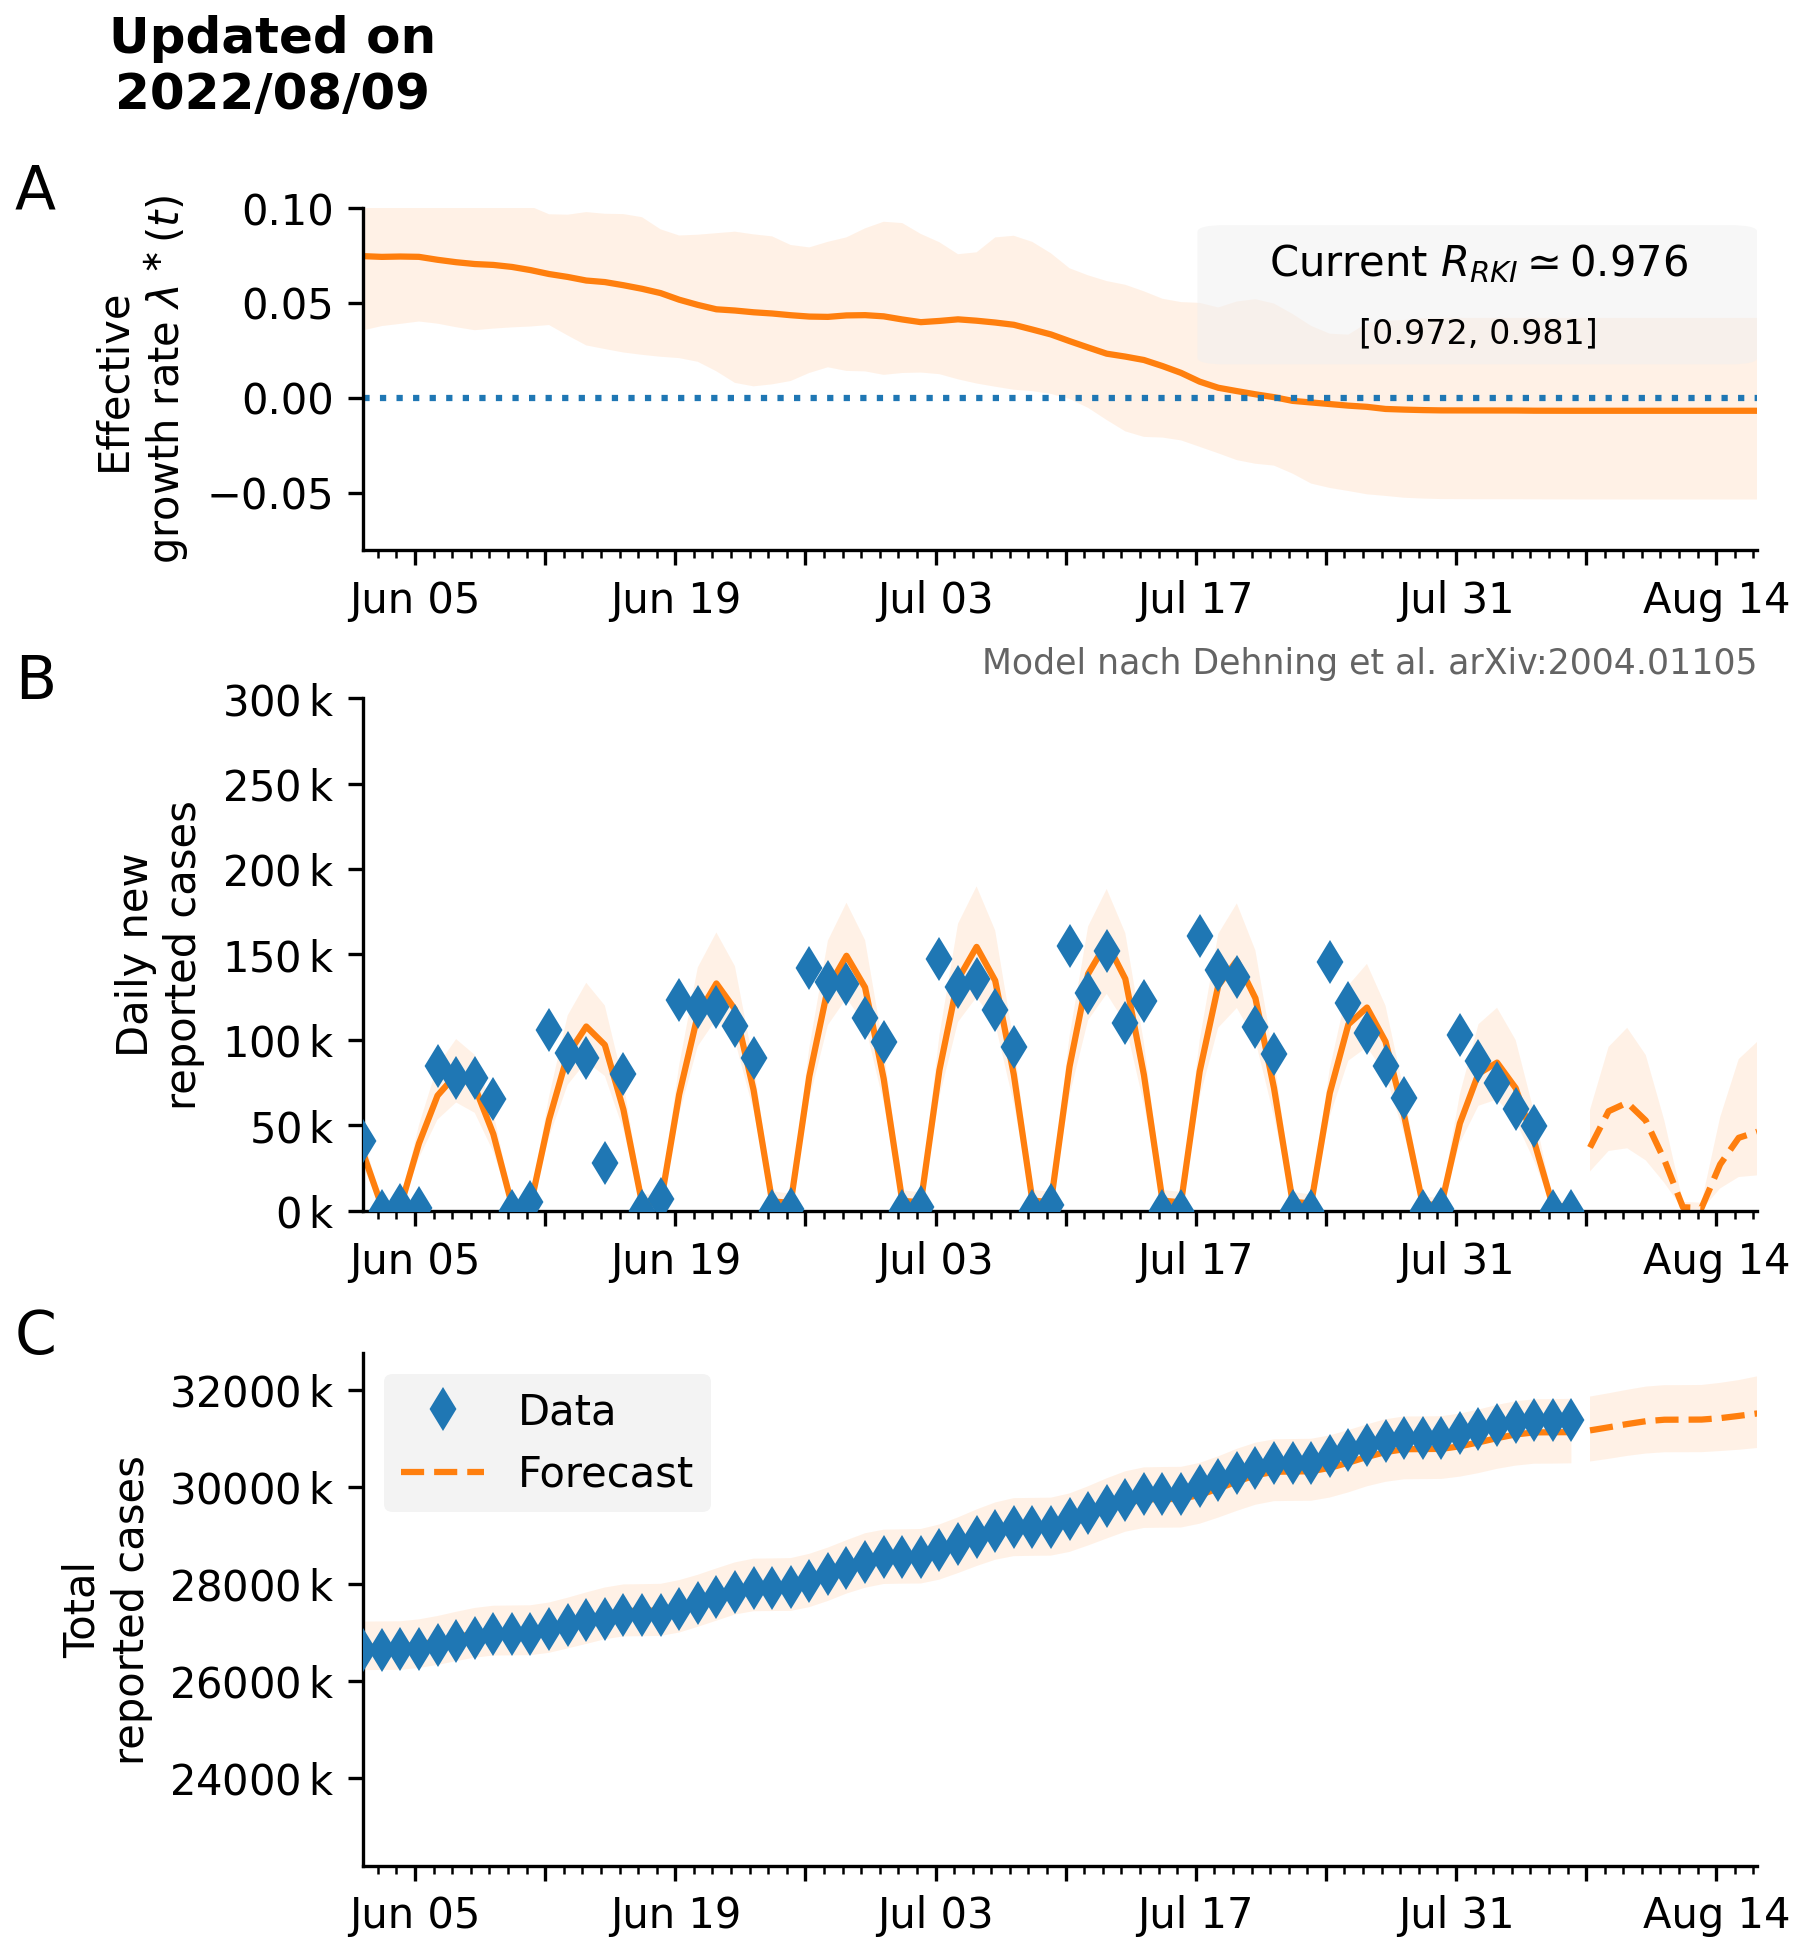 Updated on
2022/08/09
A
Effective
growth rate λ * (t)
0.10
0.05
0.00
−0.05
Current R_RKI ≃ 0.976
[0.972, 0.981]
Jun 05 Jun 19 Jul 03 Jul 17 Jul 31 Aug 14
Model nach Dehning et al. arXiv:2004.01105
B
Daily new
reported cases
300 k
250 k
200 k
150 k
100 k
50 k
0 k
Jun 05 Jun 19 Jul 03 Jul 17 Jul 31 Aug 14
C
Total
reported cases
32000 k
30000 k
28000 k
26000 k
24000 k
Data
Forecast
Jun 05 Jun 19 Jul 03 Jul 17 Jul 31 Aug 14